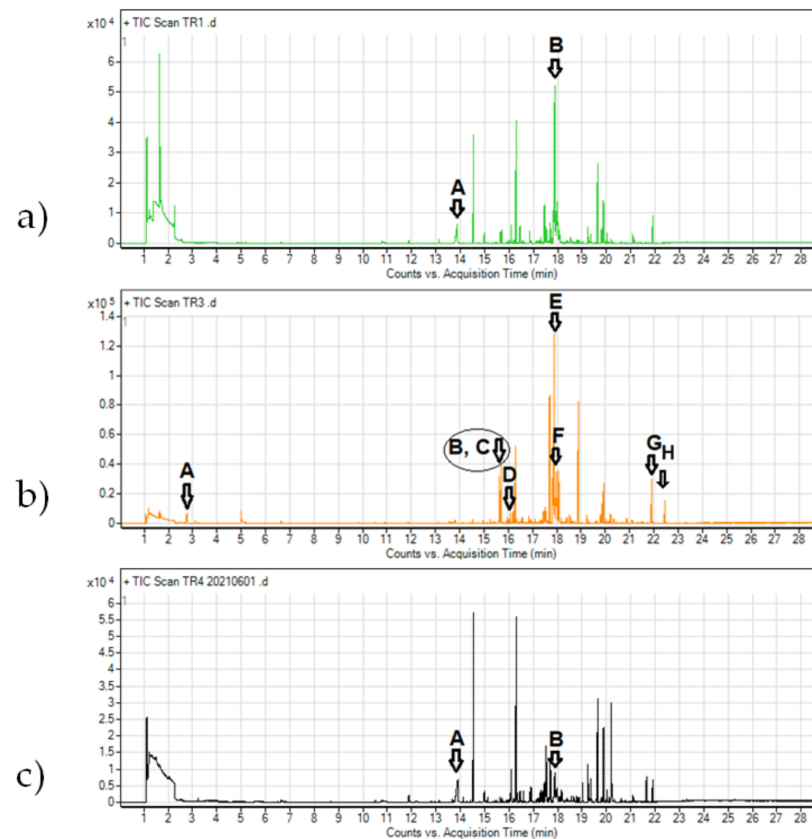 + TIC Scan TR1 .d
x10⁴
1
6
5
4
3
2
1
0
A
B
a)
1 2 3 4 5 6 7 8 9 10 11 12 13 14 15 16 17 18 19 20 21 22 23 24 25 26 27 28
Counts vs. Acquisition Time (min)
+ TIC Scan TR3 .d
x10⁵
1
1.4
1.2
1
0.8
0.6
0.4
0.2
0
A
B, C
D
E
F
G
H
b)
1 2 3 4 5 6 7 8 9 10 11 12 13 14 15 16 17 18 19 20 21 22 23 24 25 26 27 28
Counts vs. Acquisition Time (min)
+ TIC Scan TR4 20210601 .d
x10⁴
1
6
5.5
5
4.5
4
3.5
3
2.5
2
1.5
1
0.5
0
A
B
c)
1 2 3 4 5 6 7 8 9 10 11 12 13 14 15 16 17 18 19 20 21 22 23 24 25 26 27 28
Counts vs. Acquisition Time (min)